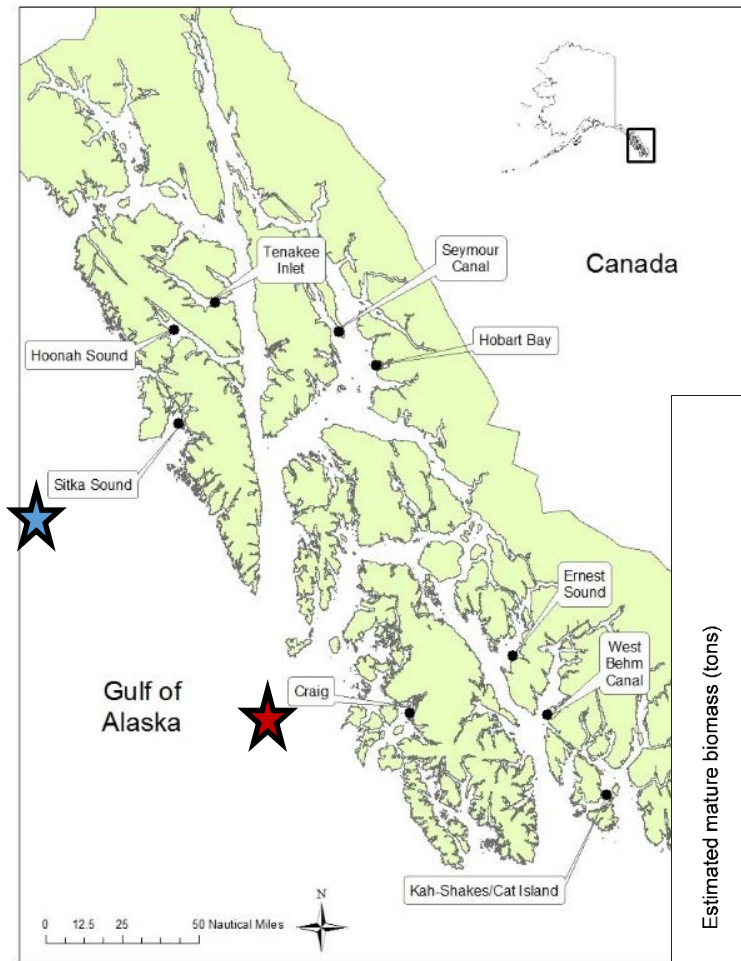 Tenakee
Inlet
Seymour
Canal
Canada
Hoonah Sound
Hobart Bay
Sitka Sound
Ernest
Sound
West
Behm
Canal
Gulf of
Alaska
Craig
Kah-Shakes/Cat Island
Estimated mature biomass (tons)
N
0 12.5 25 50 Nautical Miles